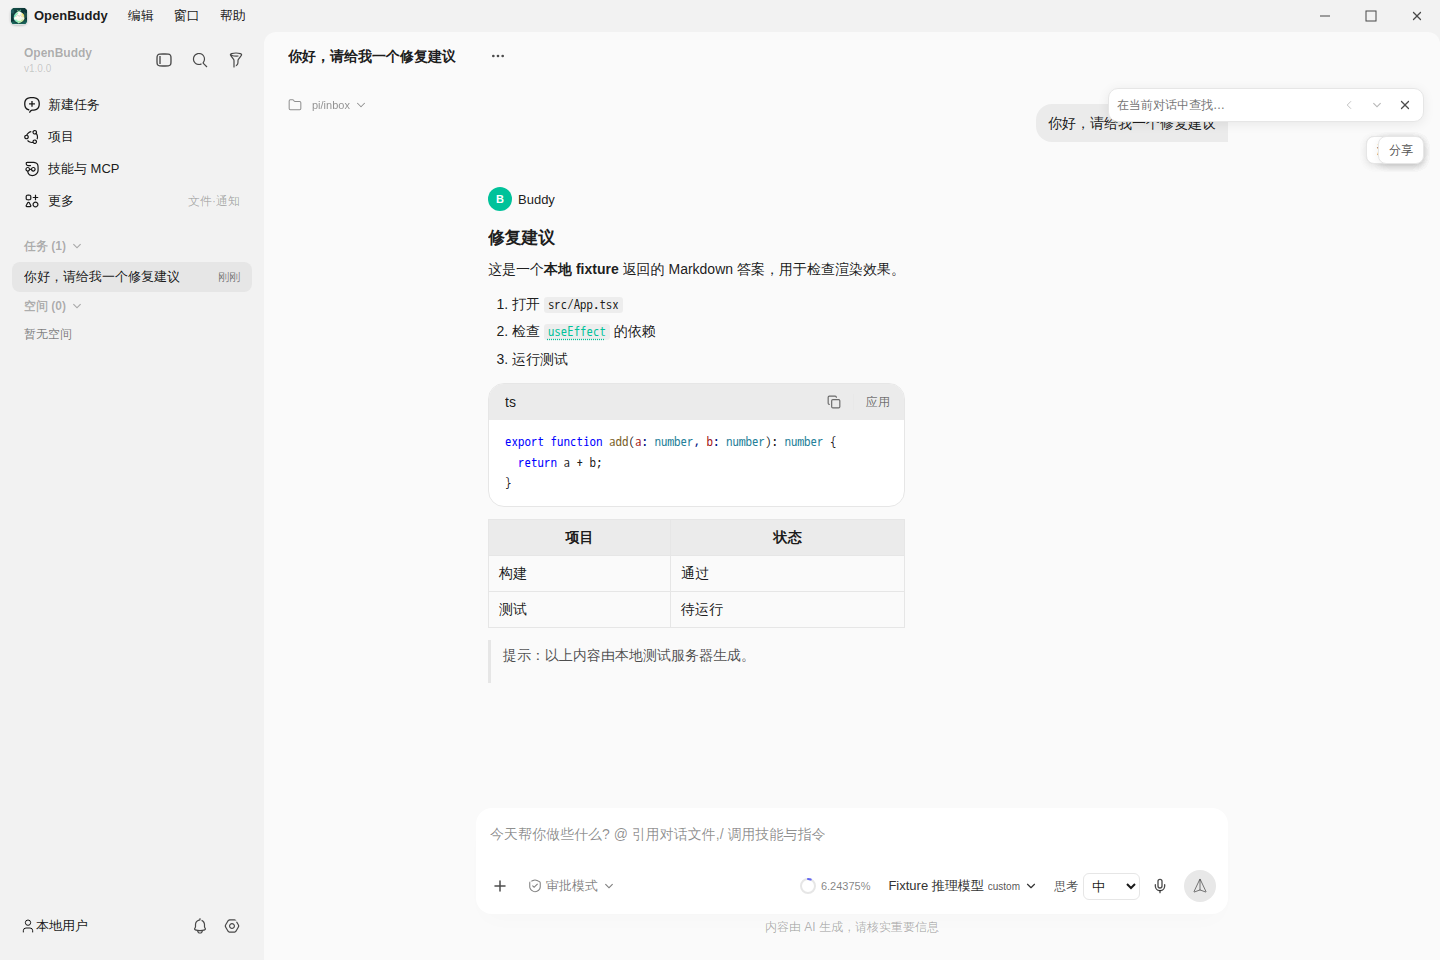 OpenBuddy 编辑 窗口 帮助
OpenBuddy
v1.0.0
新建任务
项目
技能与 MCP
更多 文件·通知
任务 (1)
你好，请给我一个修复建议 刚刚
空间 (0)
暂无空间
本地用户
你好，请给我一个修复建议
pi/inbox
在当前对话中查找…
你好，请给我一个修复建议
分享
B Buddy
修复建议
这是一个本地 fixture 返回的 Markdown 答案，用于检查渲染效果。
1. 打开 src/App.tsx
2. 检查 useEffect 的依赖
3. 运行测试
ts 应用
export function add(a: number, b: number): number {
return a + b;
}
项目 状态
构建 通过
测试 待运行
提示：以上内容由本地测试服务器生成。
今天帮你做些什么? @ 引用对话文件,/ 调用技能与指令
审批模式 6.24375% Fixture 推理模型 custom 思考 中
内容由 AI 生成，请核实重要信息